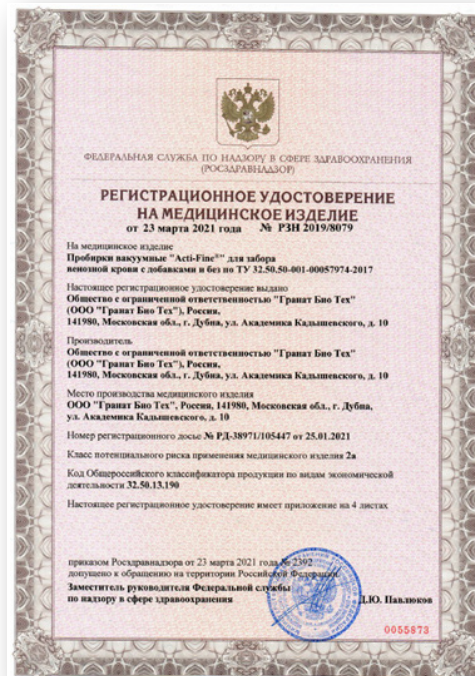 ФЕДЕРАЛЬНАЯ СЛУЖБА ПО НАДЗОРУ В СФЕРЕ ЗДРАВООХРАНЕНИЯ
(РОСЗДРАВНАДЗОР)
РЕГИСТРАЦИОННОЕ УДОСТОВЕРЕНИЕ
НА МЕДИЦИНСКОЕ ИЗДЕЛИЕ
от 23 марта 2021 года № РЗН 2019/8079
На медицинское изделие
Пробирки вакуумные "Acti-Fine®" для забора
венозной крови с добавками и без по ТУ 32.50.50-001-00057974-2017
Настоящее регистрационное удостоверение выдано
Общество с ограниченной ответственностью "Гранат Био Тех"
(ООО "Гранат Био Тех"), Россия,
141980, Московская обл., г. Дубна, ул. Академика Кадышевского, д. 10
Производитель
Общество с ограниченной ответственностью "Гранат Био Тех"
(ООО "Гранат Био Тех"), Россия,
141980, Московская обл., г. Дубна, ул. Академика Кадышевского, д. 10
Место производства медицинского изделия
ООО "Гранат Био Тех", Россия, 141980, Московская обл., г. Дубна,
ул. Академика Кадышевского, д. 10
Номер регистрационного досье № РД-38971/105447 от 25.01.2021
Класс потенциального риска применения медицинского изделия 2а
Код Общероссийского классификатора продукции по видам экономической
деятельности 32.50.13.190
Настоящее регистрационное удостоверение имеет приложение на 4 листах
приказом Росздравнадзора от 23 марта 2021 года № 2392
допущено к обращению на территории Российской Федерации.
Заместитель руководителя Федеральной службы
по надзору в сфере здравоохранения Д.Ю. Павлюков
0055873